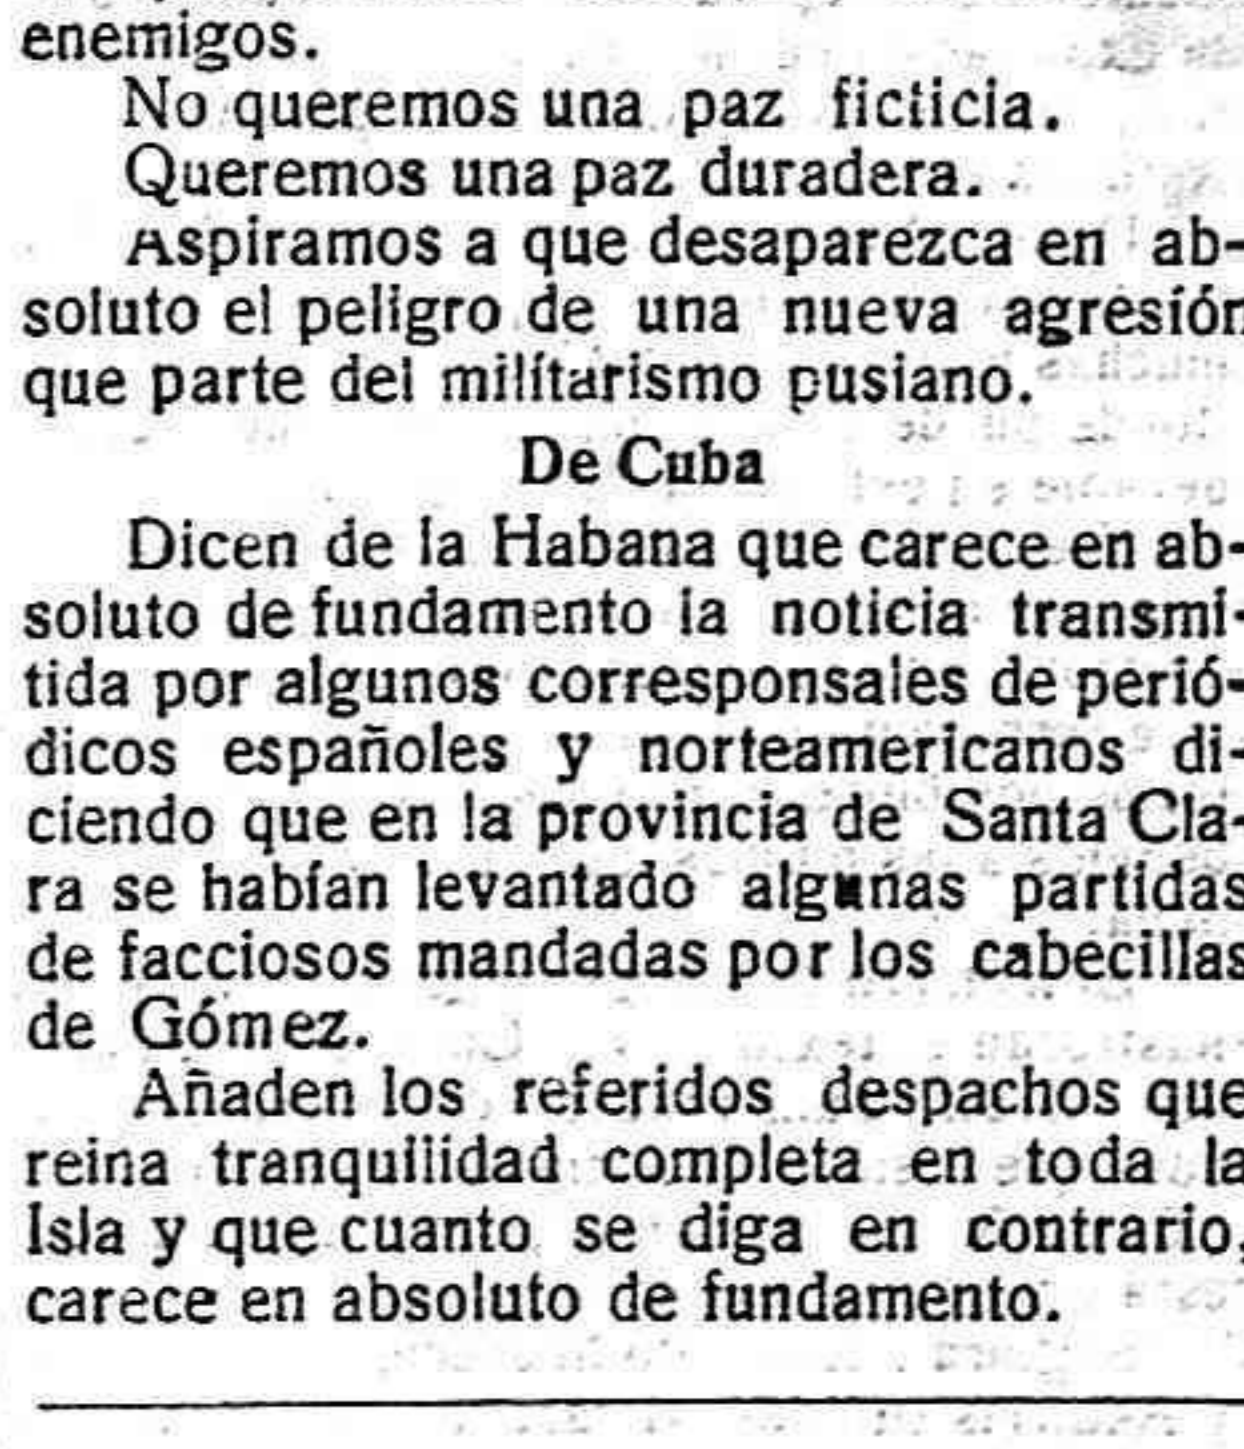 enemigos.
No queremos una paz ficticia.
Queremos una paz duradera.
Aspiramos a que desaparezca en ab-
soluto el peligro de una nueva agresión
que parte del militarismo pusiano.
De Cuba
Dicen de la Habana que carece en ab-
soluto de fundamento la noticia transmi-
tida por algunos corresponsales de perió-
dicos españoles y norteamericanos di-
ciendo que en la provincia de Santa Cla-
ra se habían levantado algunas partidas
de facciosos mandadas por los cabecillas
de Gómez.
Añaden los referidos despachos que
reina tranquilidad completa en toda la
Isla y que cuanto se diga en contrario,
carece en absoluto de fundamento.